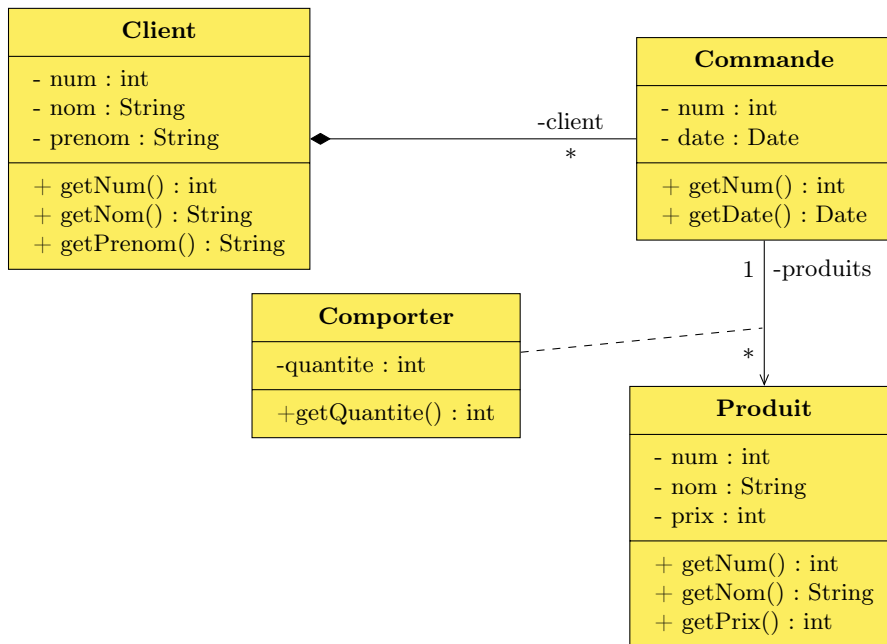 Client
- num : int
- nom : String
- prenom : String
+ getNum() : int
+ getNom() : String
+ getPrenom() : String
-client
*
Commande
- num : int
- date : Date
+ getNum() : int
+ getDate() : Date
1
-produits
*
Comporter
-quantite : int
+getQuantite() : int
Produit
- num : int
- nom : String
- prix : int
+ getNum() : int
+ getNom() : String
+ getPrix() : int